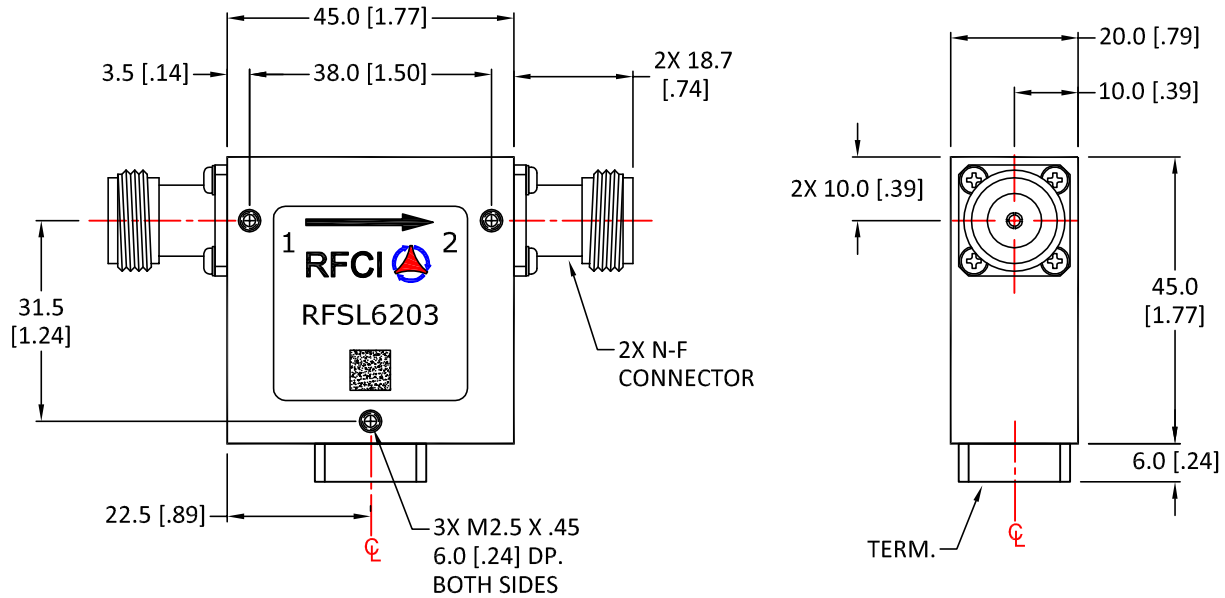 45.0 [1.77]
3.5 [.14]
38.0 [1.50]
2X 18.7
[.74]
1
2
RFCI
RFSL6203
31.5
[1.24]
2X N-F
CONNECTOR
22.5 [.89]
3X M2.5 X .45
6.0 [.24] DP.
BOTH SIDES
CL
20.0 [.79]
10.0 [.39]
2X 10.0 [.39]
45.0
[1.77]
6.0 [.24]
TERM.
CL